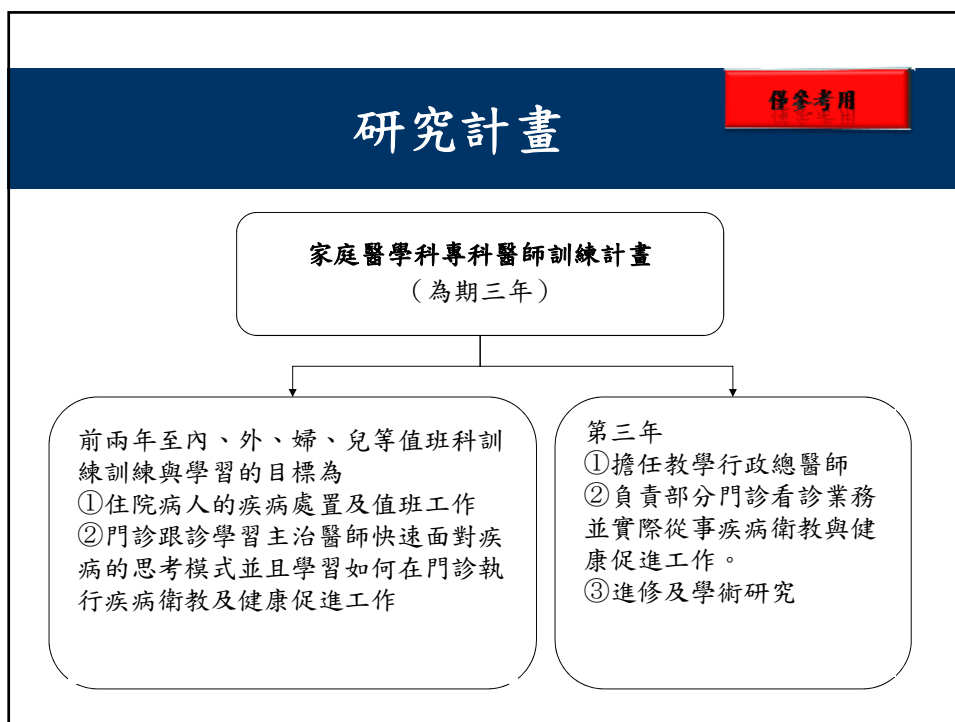 研究計畫
僅參考用
家庭醫學科專科醫師訓練計畫
（為期三年）
前兩年至內、外、婦、兒等值班科訓
練訓練與學習的目標為
①住院病人的疾病處置及值班工作
②門診跟診學習主治醫師快速面對疾
病的思考模式並且學習如何在門診執
行疾病衛教及健康促進工作
第三年
①擔任教學行政總醫師
②負責部分門診看診業務
並實際從事疾病衛教與健
康促進工作。
③進修及學術研究